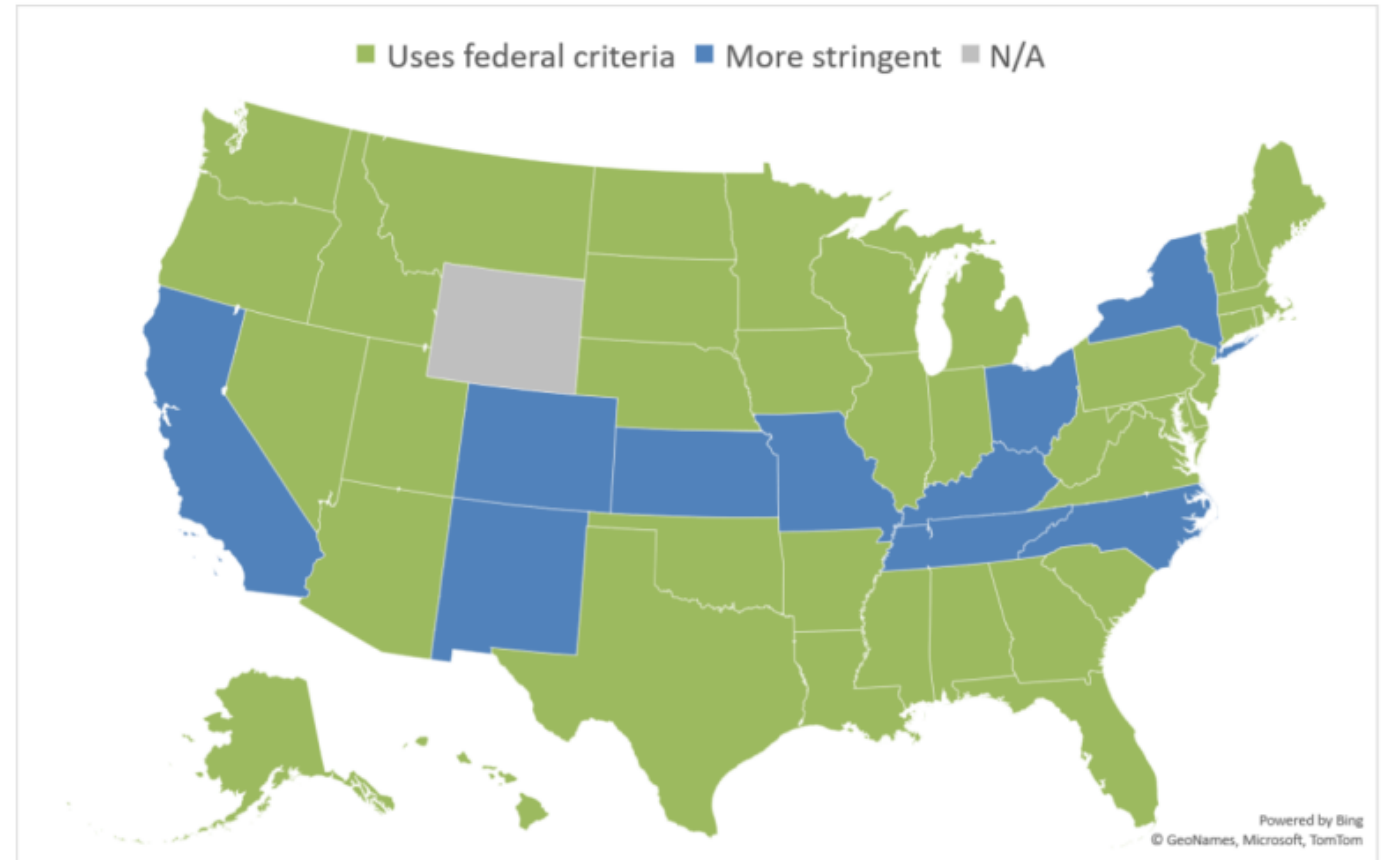 Uses federal criteria More stringent N/A
Powered by Bing
© GeoNames, Microsoft, TomTom